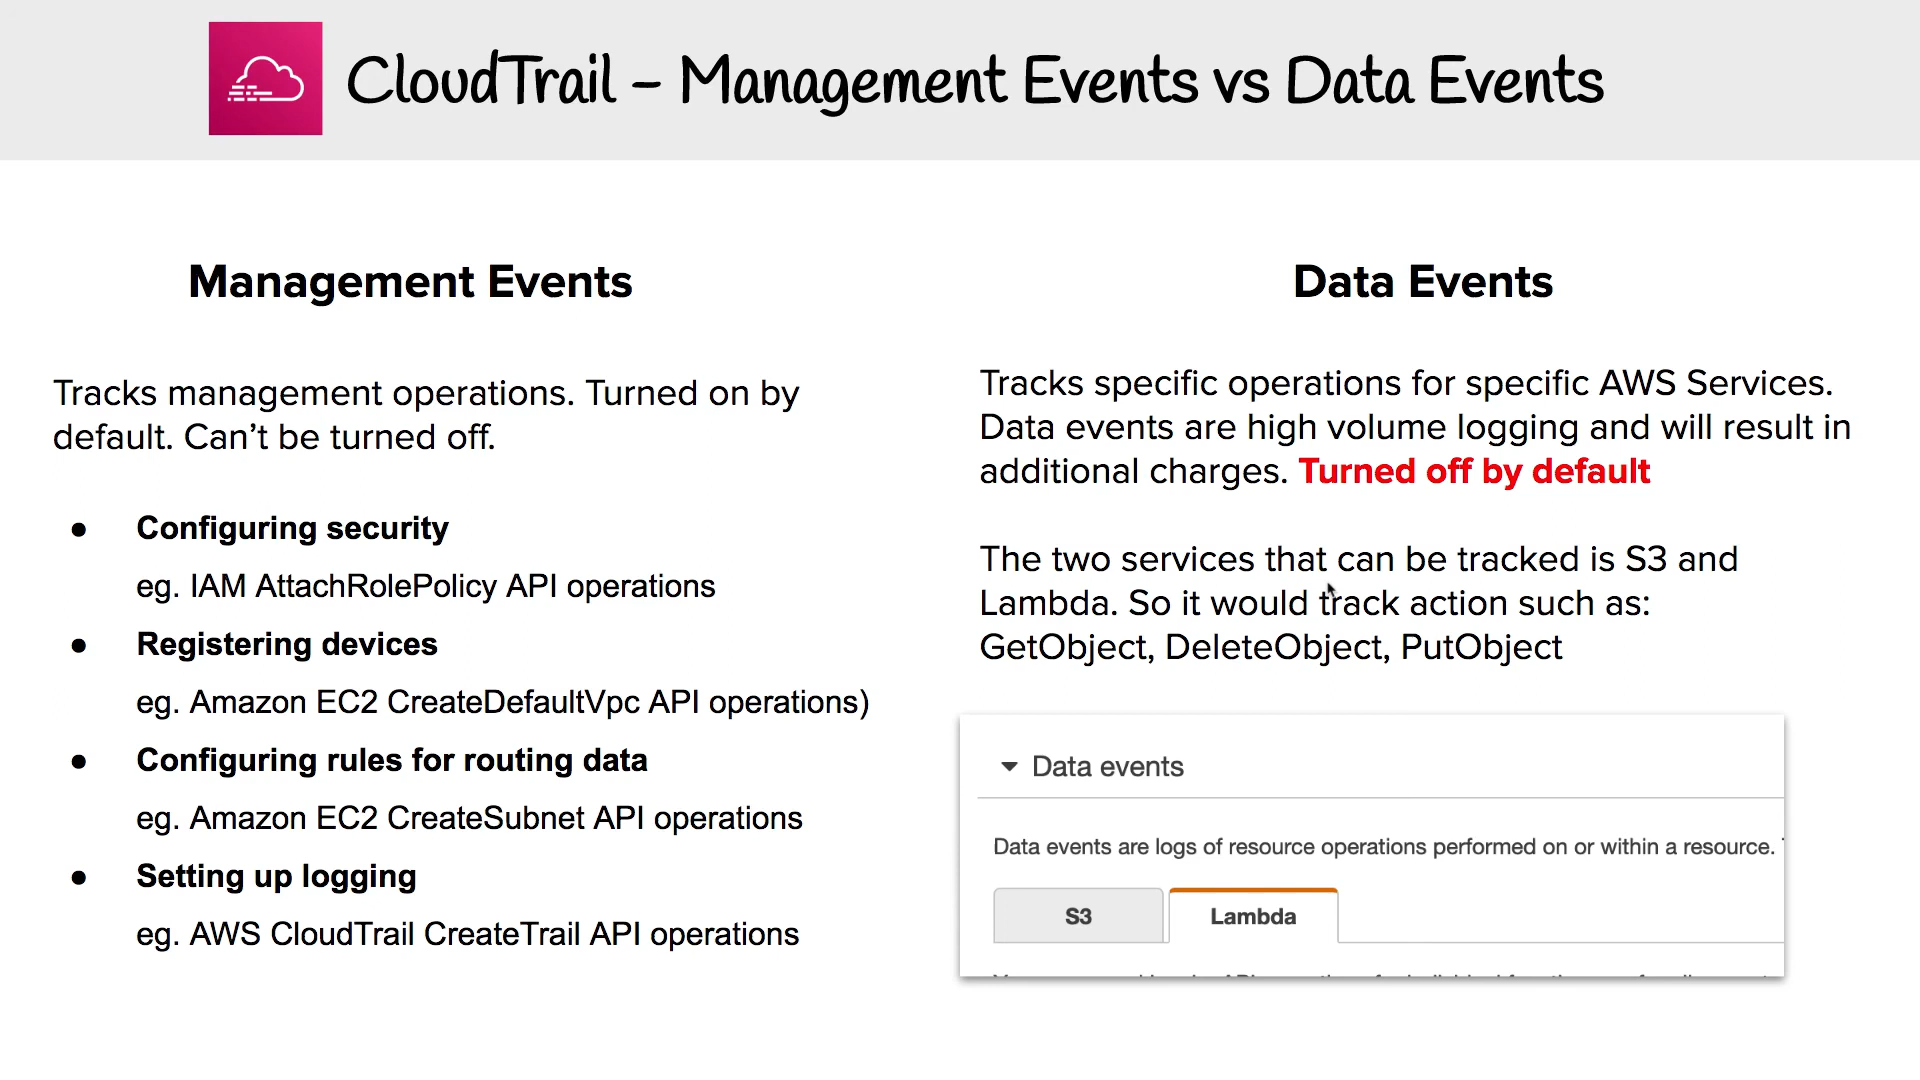 CloudTrail – Management Events vs Data Events
Management Events
Tracks management operations. Turned on by
default. Can’t be turned off.
● Configuring security
eg. IAM AttachRolePolicy API operations
● Registering devices
eg. Amazon EC2 CreateDefaultVpc API operations)
● Configuring rules for routing data
eg. Amazon EC2 CreateSubnet API operations
● Setting up logging
eg. AWS CloudTrail CreateTrail API operations
Data Events
Tracks specific operations for specific AWS Services.
Data events are high volume logging and will result in
additional charges. Turned off by default
The two services that can be tracked is S3 and
Lambda. So it would track action such as:
GetObject, DeleteObject, PutObject
Data events
Data events are logs of resource operations performed on or within a resource.
S3
Lambda